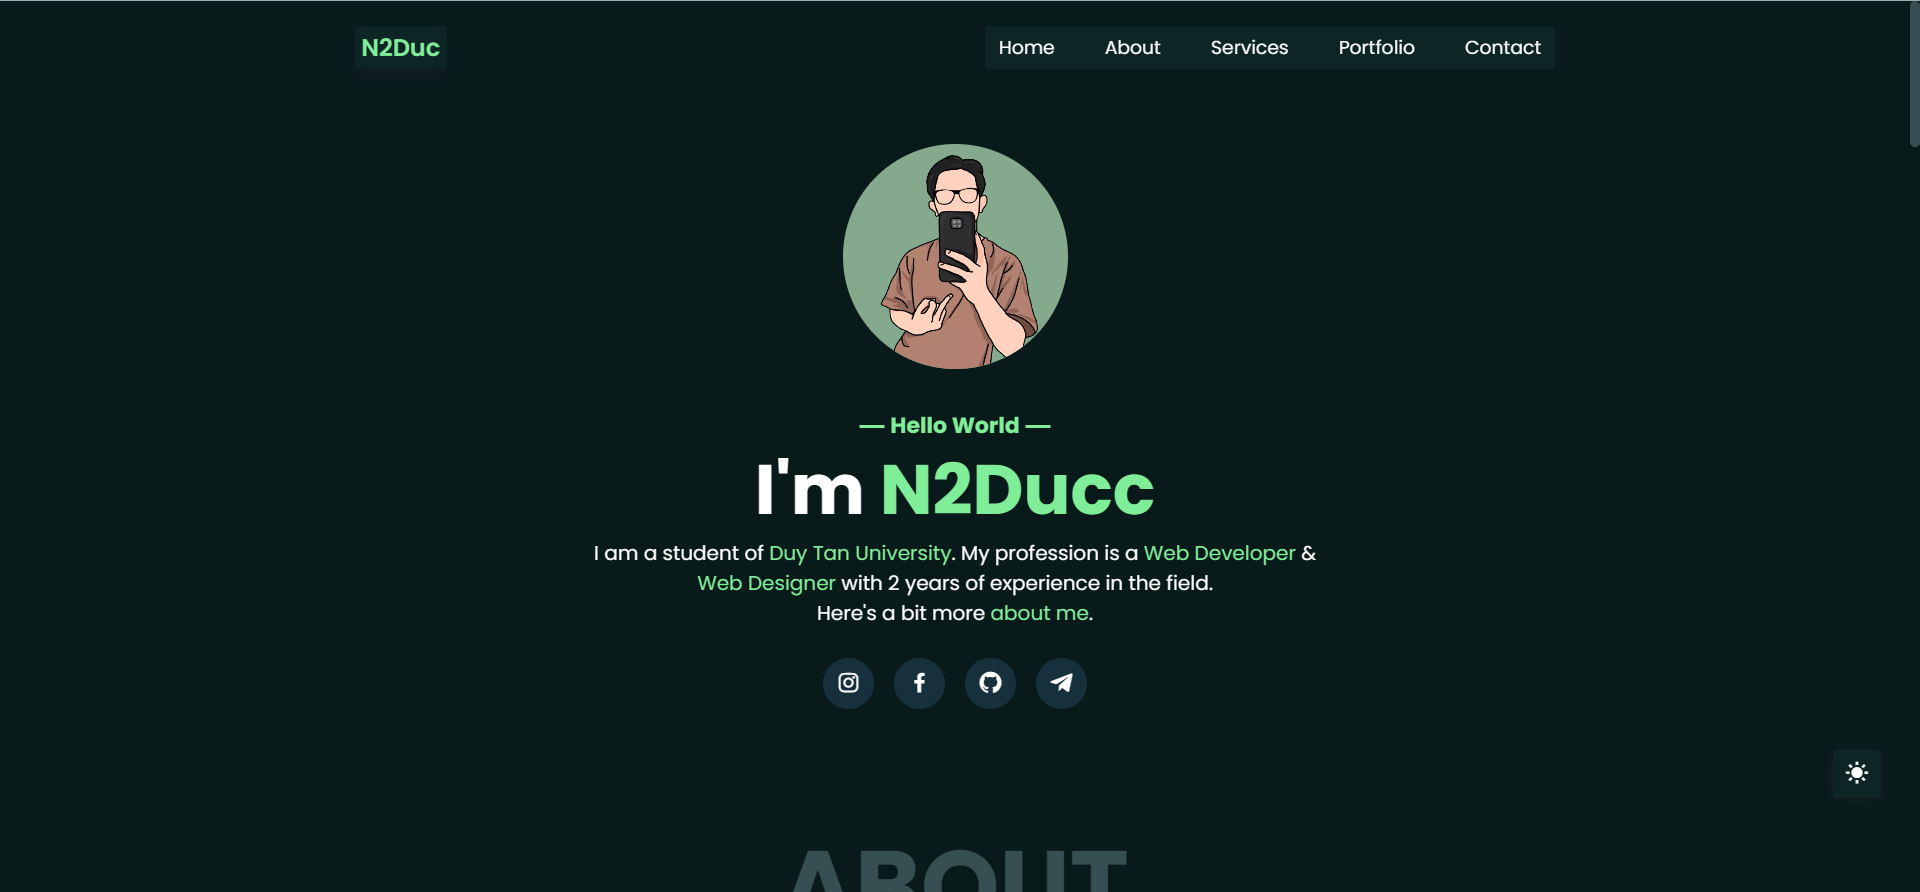 N2Duc
Home About Services Portfolio Contact
— Hello World —
I'm N2Ducc
I am a student of Duy Tan University. My profession is a Web Developer &
Web Designer with 2 years of experience in the field.
Here's a bit more about me.
ABOUT